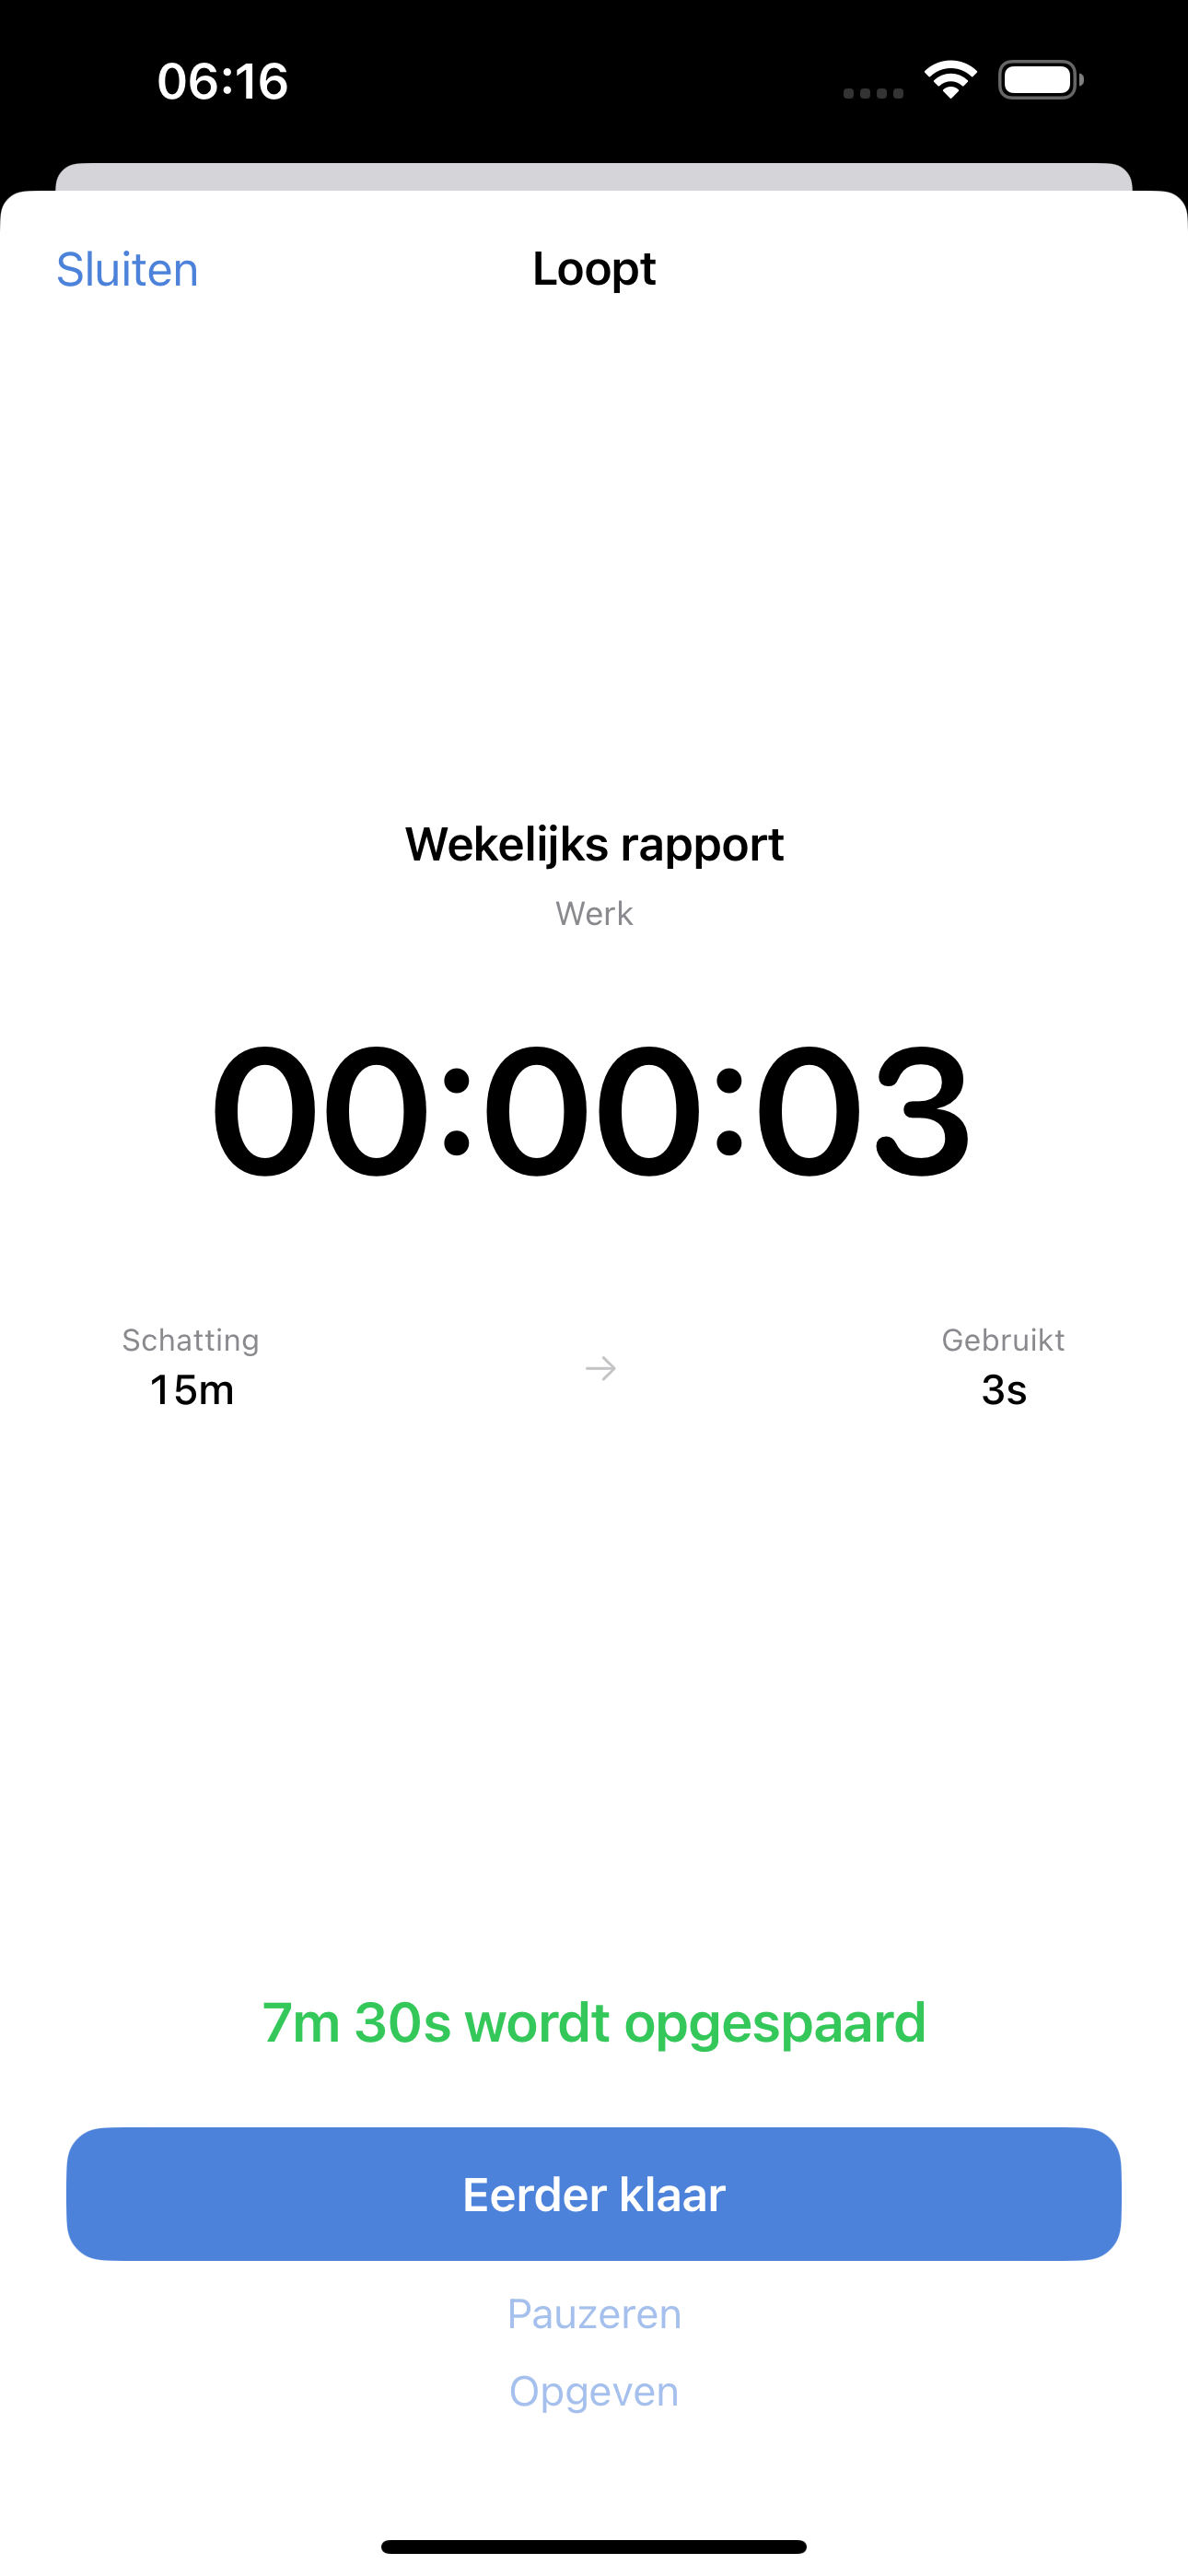 06:16
Sluiten
Loopt
Wekelijks rapport
Werk
00:00:03
Schatting
15m
→
Gebruikt
3s
7m 30s wordt opgespaard
Eerder klaar
Pauzeren
Opgeven